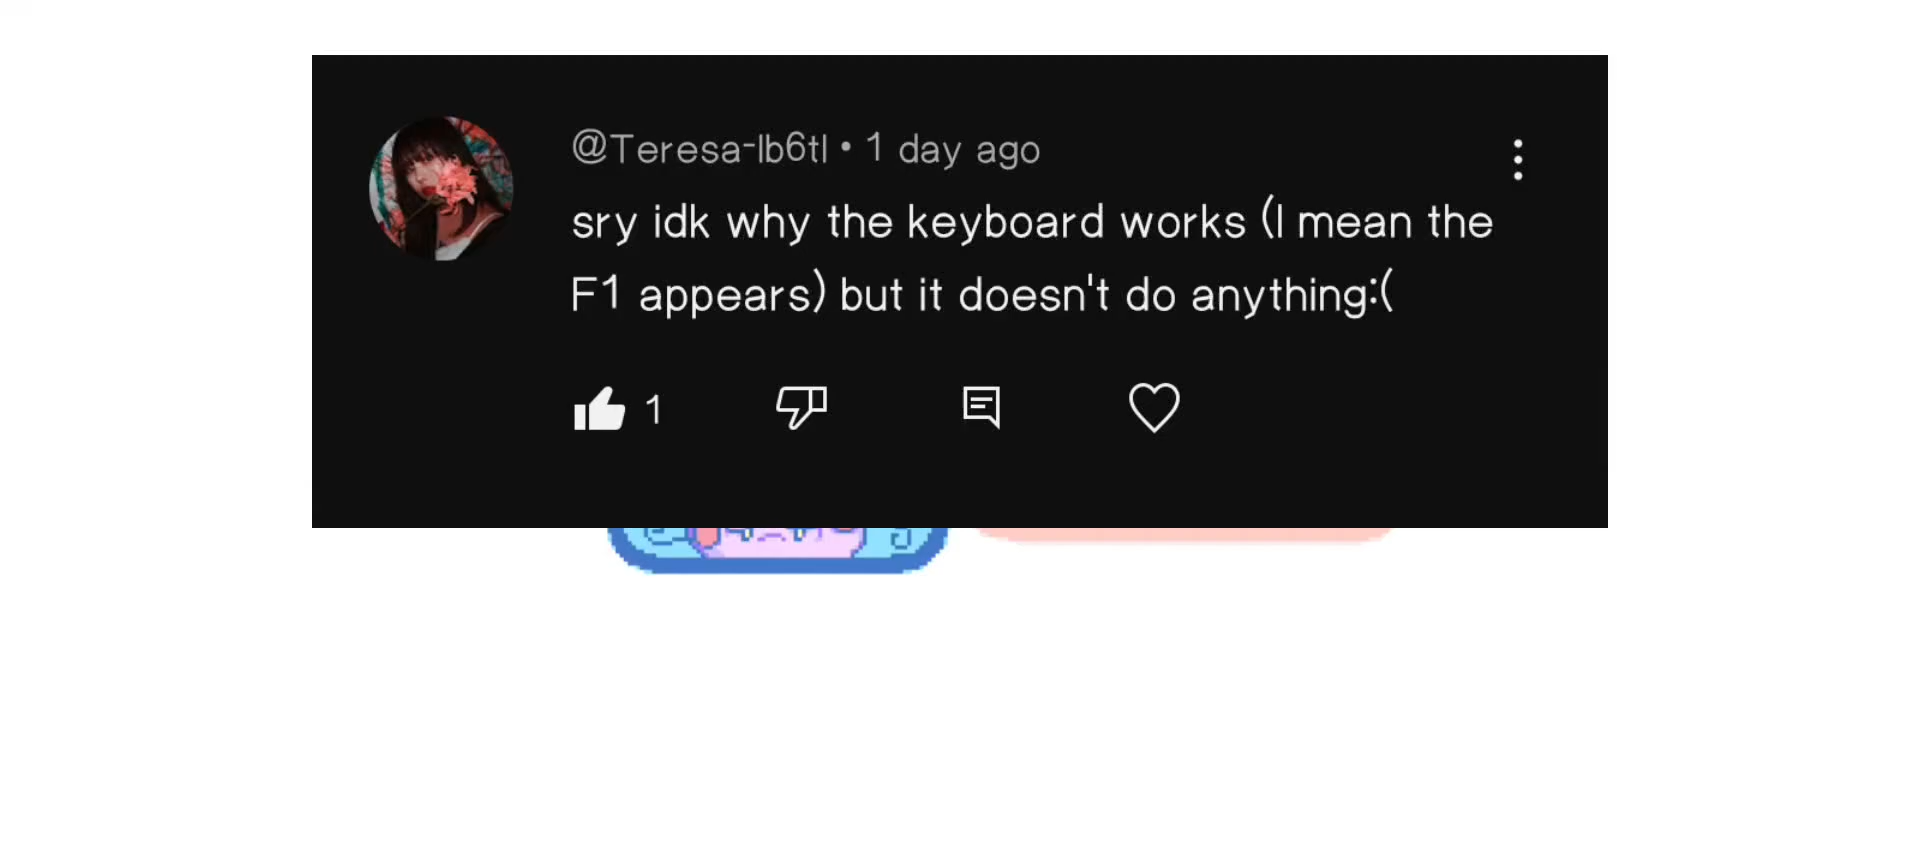 @Teresa-lb6tl • 1 day ago
sry idk why the keyboard works (I mean the
F1 appears) but it doesn't do anything:(
1